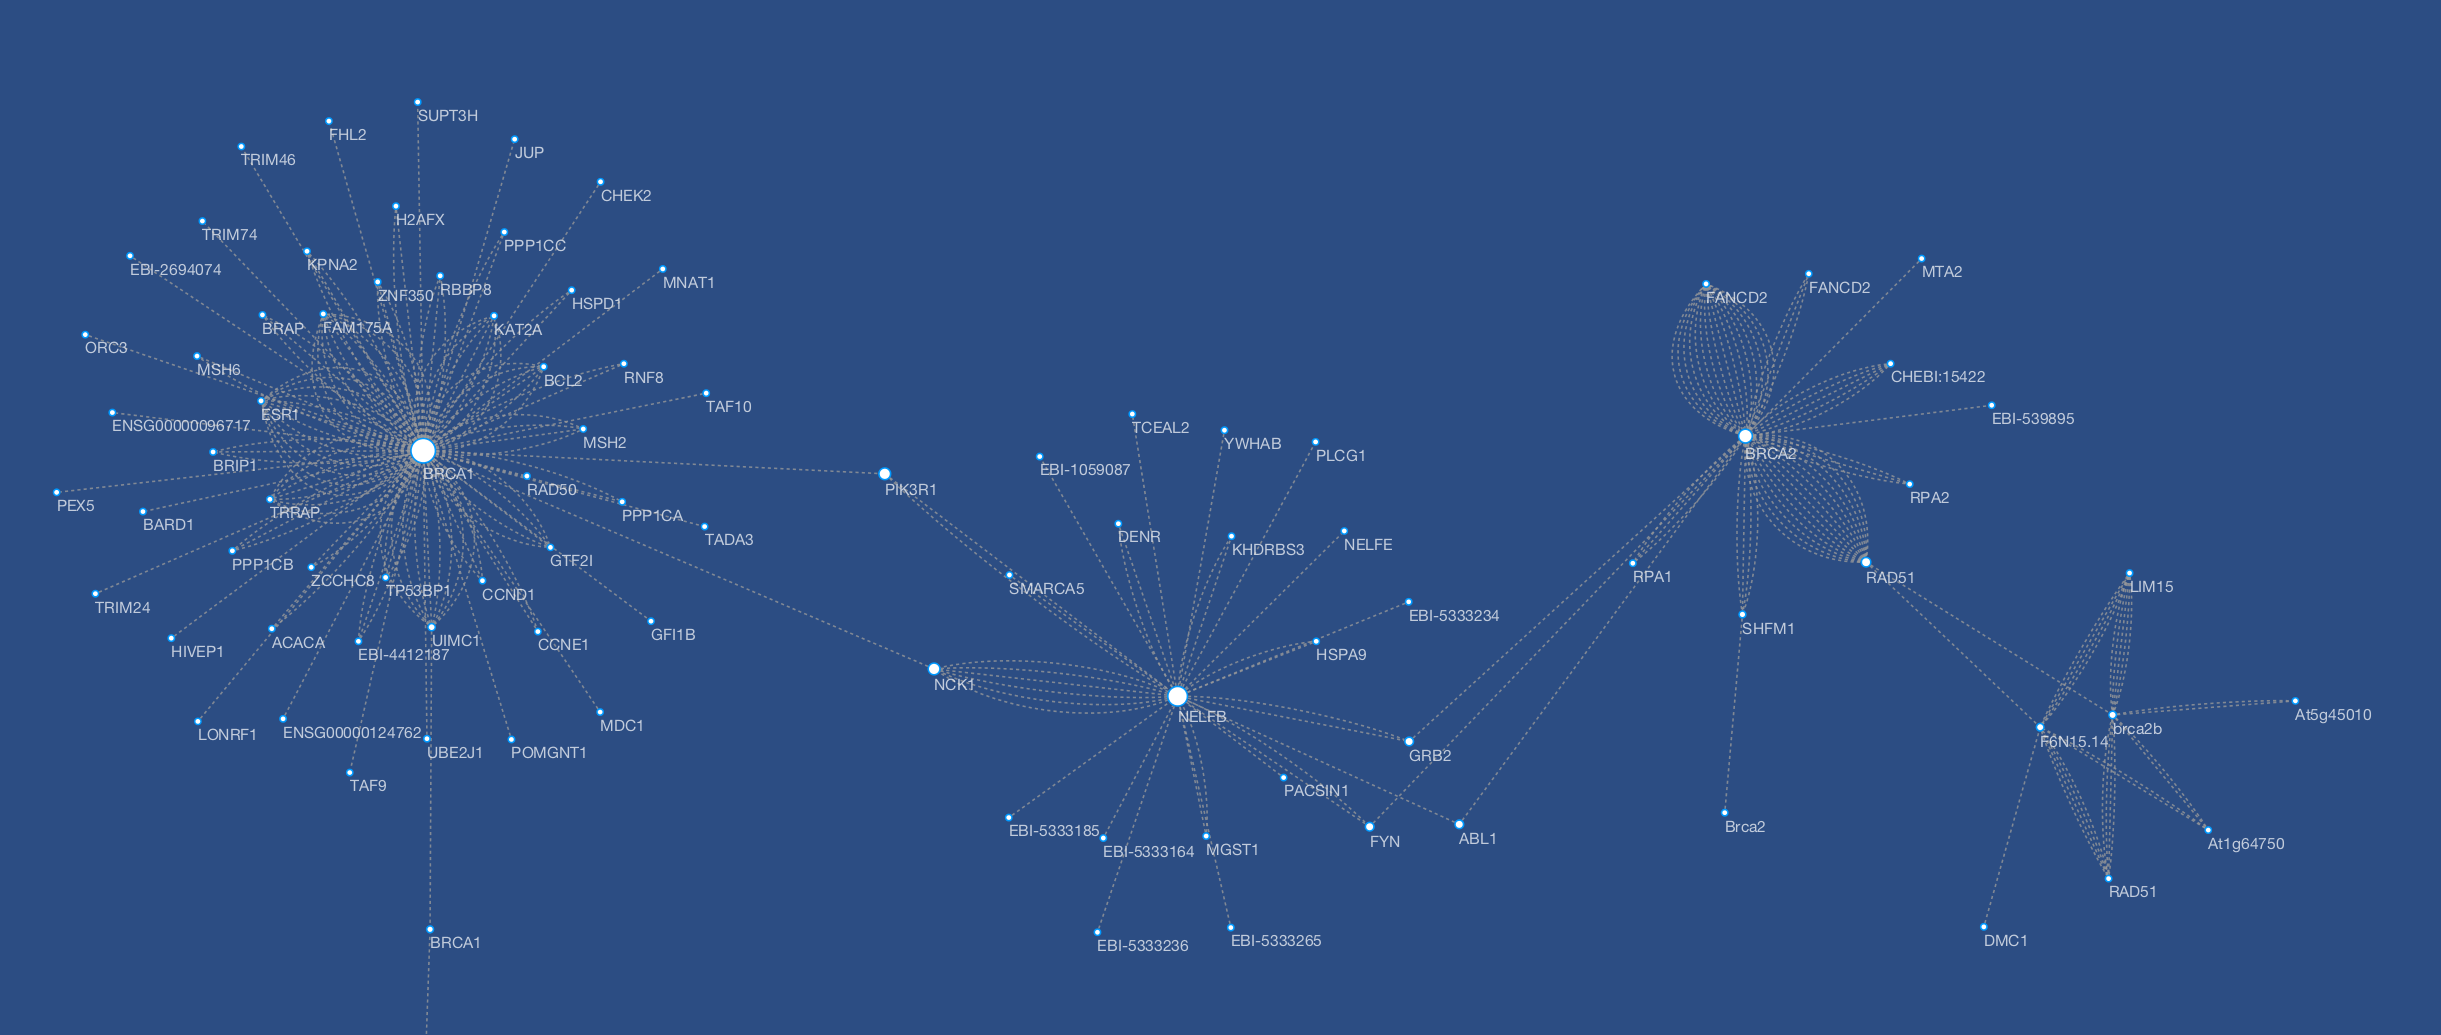 SUPT3H
FHL2
JUP
TRIM46
CHEK2
H2AFX
TRIM74
PPP1CC
KPNA2
EBI-2694074
MNAT1
RBBP8
ZNF350
HSPD1
BRAP
FAM175A
KAT2A
ORC3
MSH6
BCL2
RNF8
TAF10
ESR1
ENSG00000096717
MSH2
BRIP1
BRCA1
RAD50
PEX5
BARD1
TRRAP
PPP1CA
TADA3
PPP1CB
GTF2I
ZCCHC8
TP53BP1
CCND1
TRIM24
ACACA
UIMC1
CCNE1
GFI1B
HIVEP1
EBI-4412187
LONRF1
ENSG00000124762
MDC1
UBE2J1
POMGNT1
TAF9
BRCA1
PIK3R1
NCK1
TCEAL2
YWHAB
PLCG1
EBI-1059087
DENR
KHDRBS3
NELFE
SMARCA5
EBI-5333234
HSPA9
NELFB
GRB2
PACSIN1
EBI-5333185
EBI-5333164
MGST1
FYN
ABL1
EBI-5333236
EBI-5333265
MTA2
FANCD2
FANCD2
CHEBI:15422
EBI-539895
BRCA2
RPA2
RPA1
RAD51
SHFM1
Brca2
LIM15
At5g45010
brca2b
F6N15.14
At1g64750
RAD51
DMC1